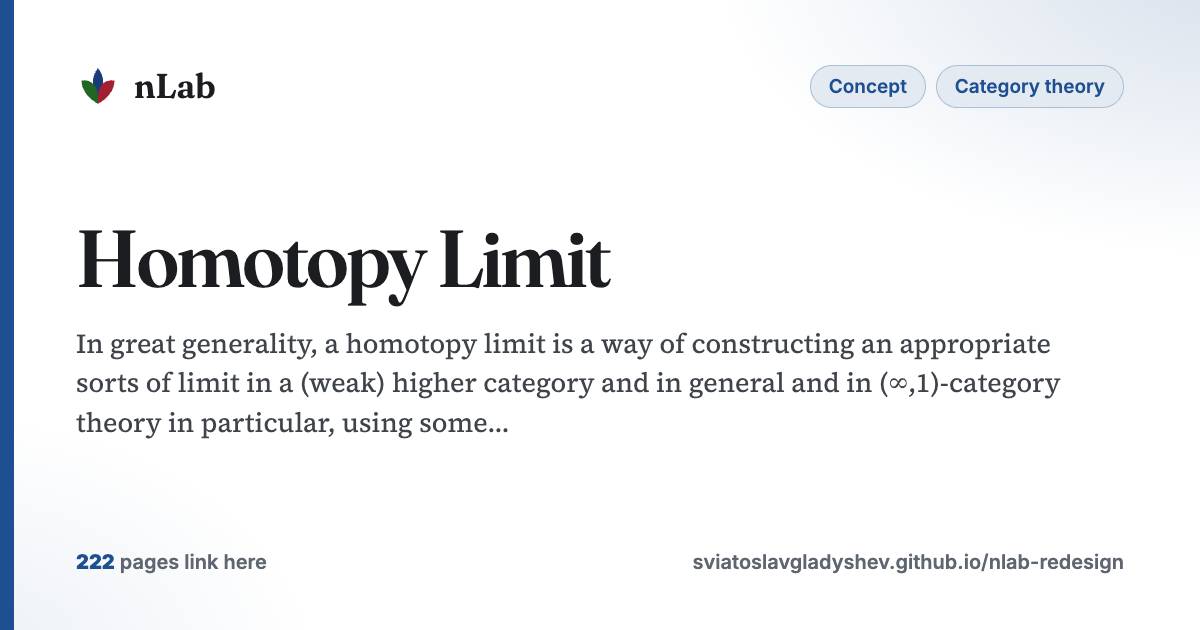 nLab
Concept
Category theory
Homotopy Limit
In great generality, a homotopy limit is a way of constructing an appropriate
sorts of limit in a (weak) higher category and in general and in (∞,1)-category
theory in particular, using some...
222 pages link here
sviatoslavgladyshev.github.io/nlab-redesign